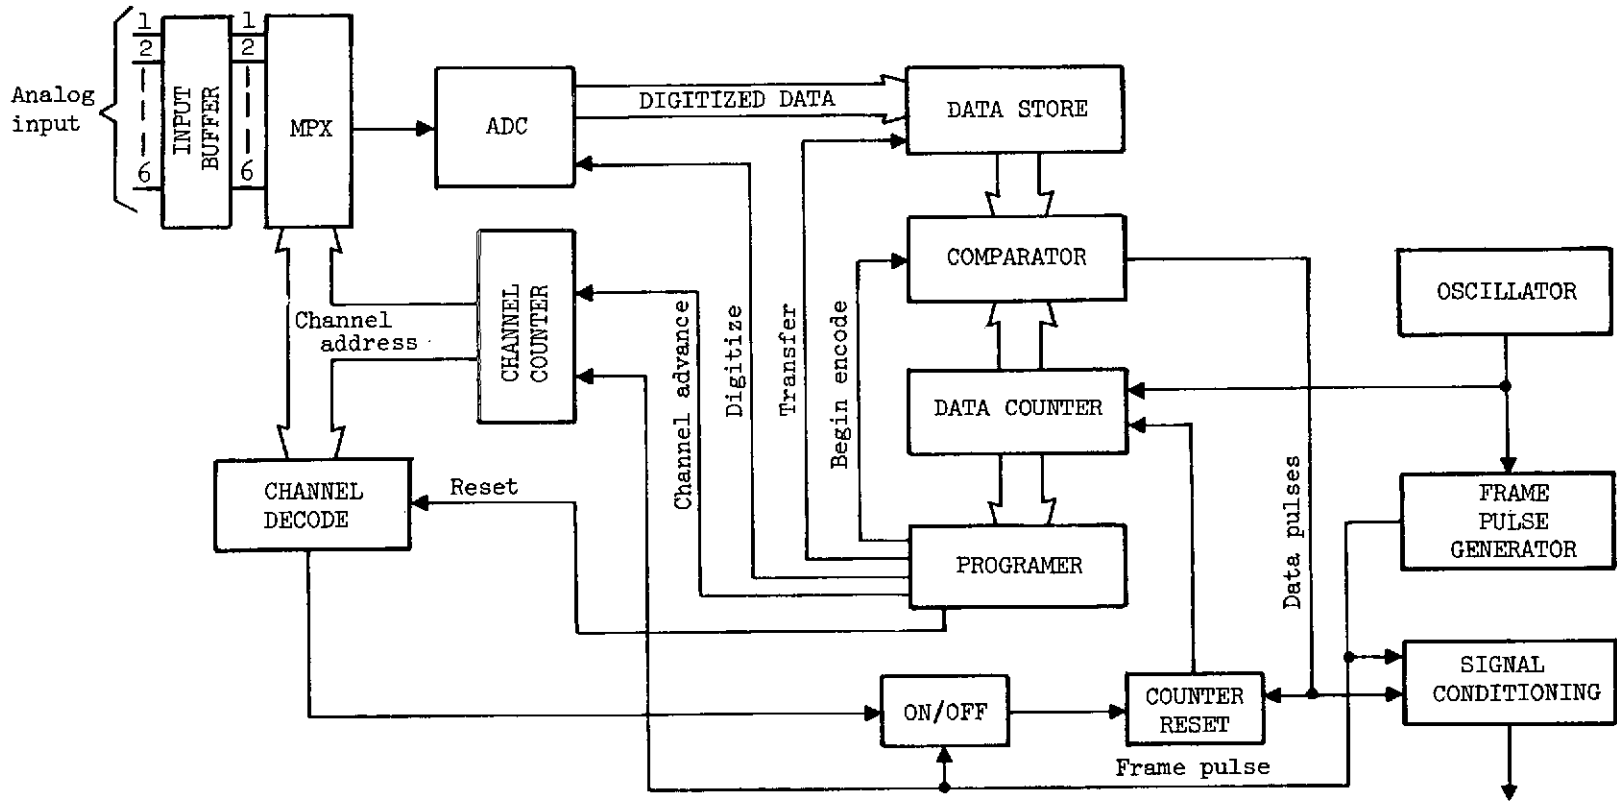 Analog
input
1
2
6
INPUT
BUFFER
1
2
6
MPX
ADC
DIGITIZED DATA
DATA STORE
COMPARATOR
DATA COUNTER
PROGRAMER
OSCILLATOR
FRAME
PULSE
GENERATOR
SIGNAL
CONDITIONING
CHANNEL
COUNTER
Channel
address
CHANNEL
DECODE
Reset
Channel advance
Digitize
Transfer
Begin encode
Data pulses
ON/OFF
COUNTER
RESET
Frame pulse